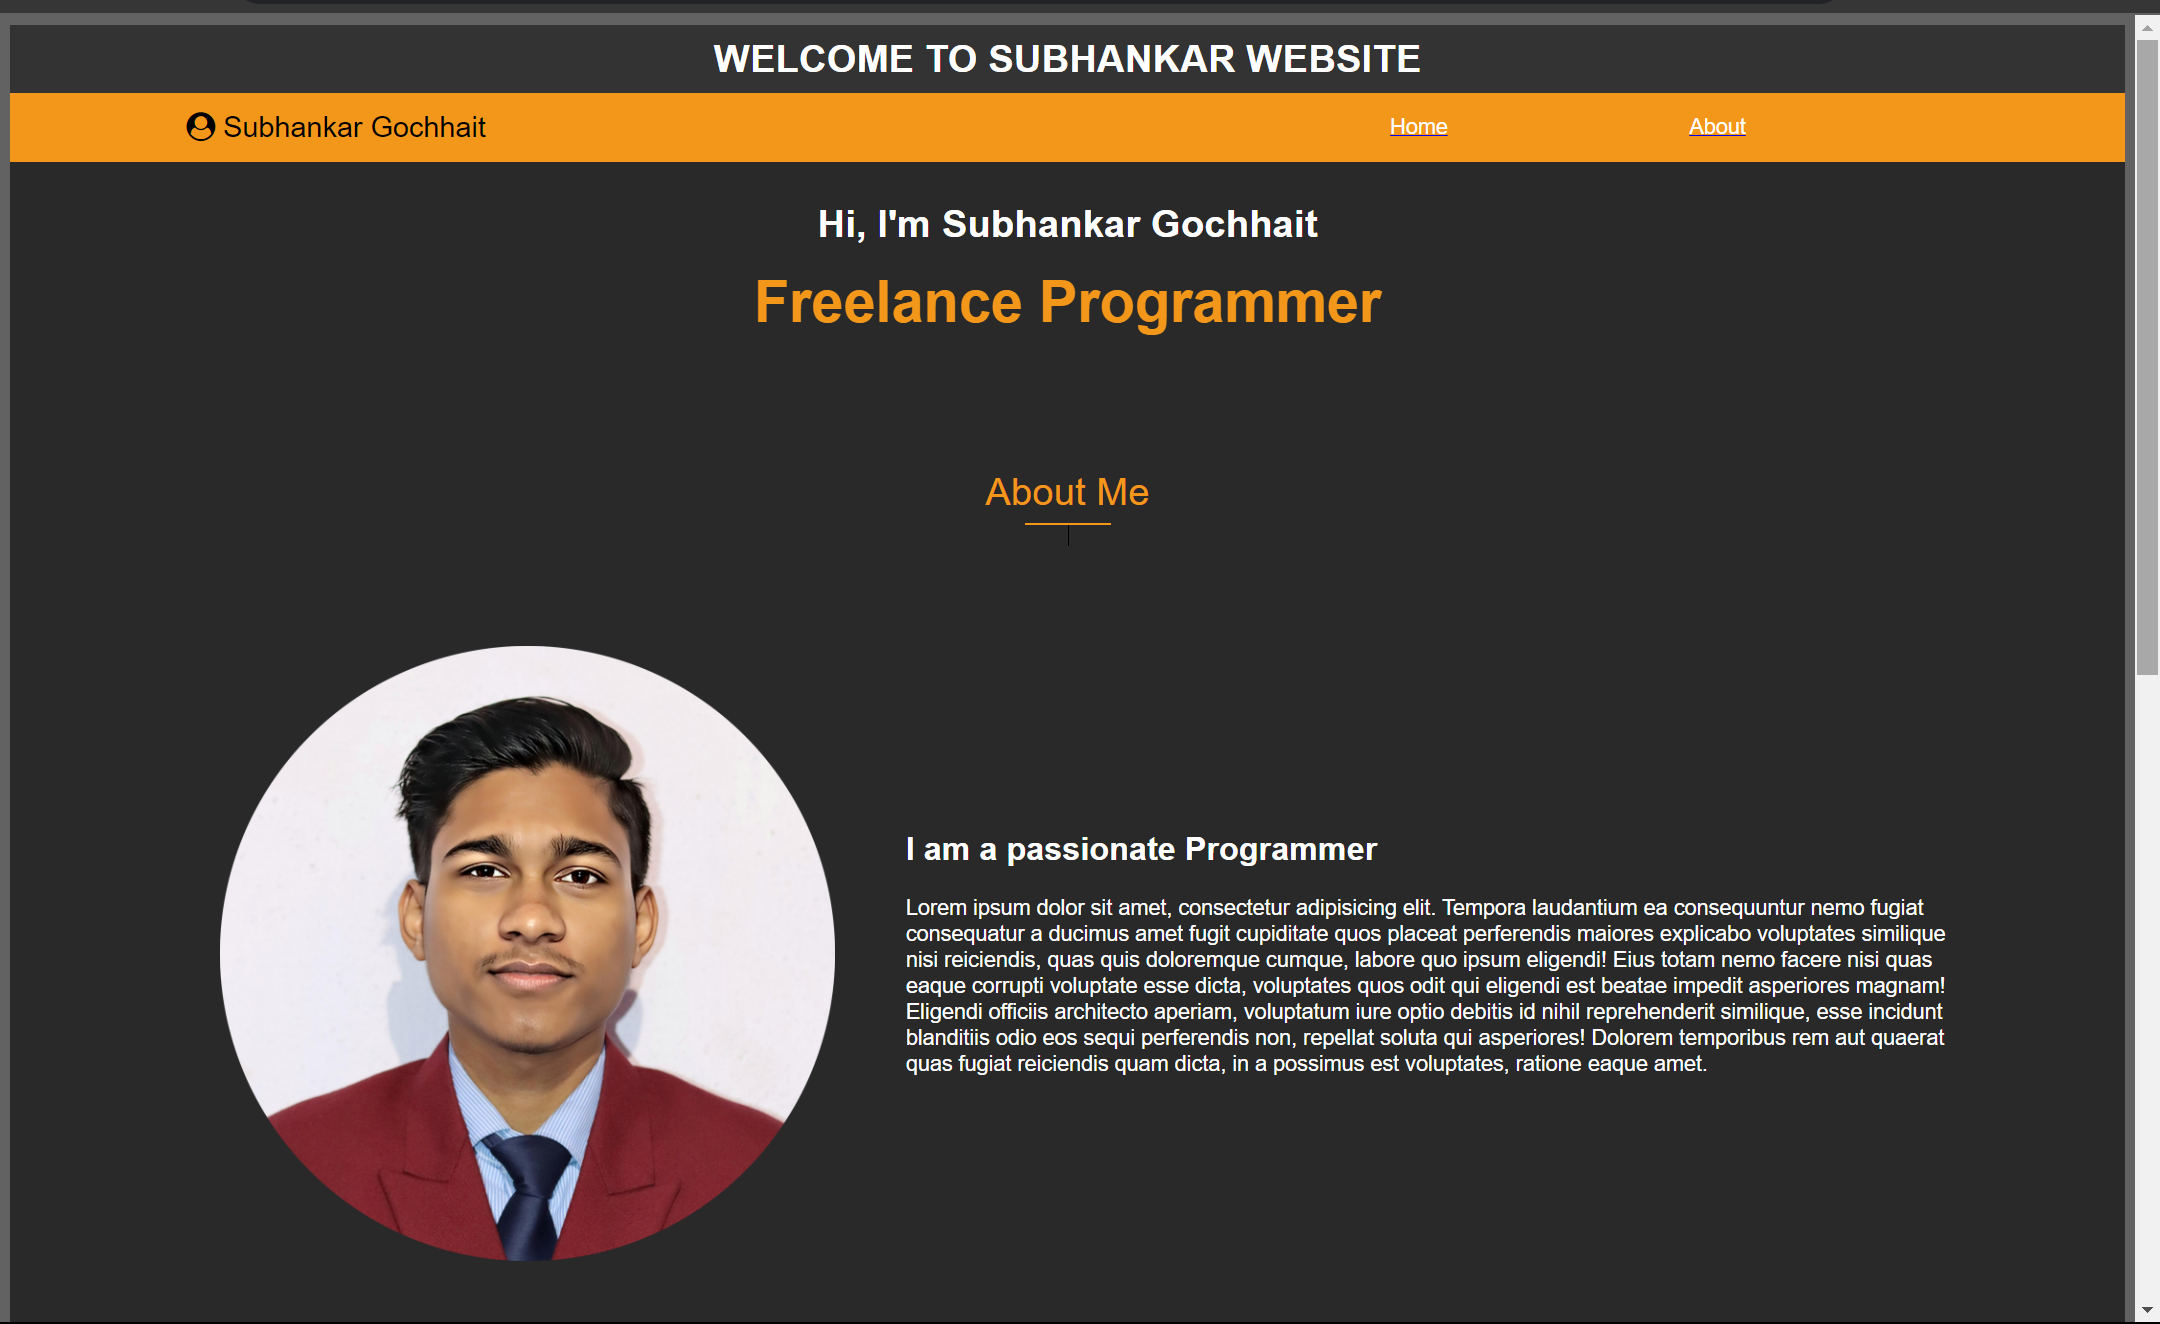 WELCOME TO SUBHANKAR WEBSITE
Subhankar Gochhait
Home
About
Hi, I'm Subhankar Gochhait
Freelance Programmer
About Me
I am a passionate Programmer
Lorem ipsum dolor sit amet, consectetur adipisicing elit. Tempora laudantium ea consequuntur nemo fugiat
consequatur a ducimus amet fugit cupiditate quos placeat perferendis maiores explicabo voluptates similique
nisi reiciendis, quas quis doloremque cumque, labore quo ipsum eligendi! Eius totam nemo facere nisi quas
eaque corrupti voluptate esse dicta, voluptates quos odit qui eligendi est beatae impedit asperiores magnam!
Eligendi officiis architecto aperiam, voluptatum iure optio debitis id nihil reprehenderit similique, esse incidunt
blanditiis odio eos sequi perferendis non, repellat soluta qui asperiores! Dolorem temporibus rem aut quaerat
quas fugiat reiciendis quam dicta, in a possimus est voluptates, ratione eaque amet.